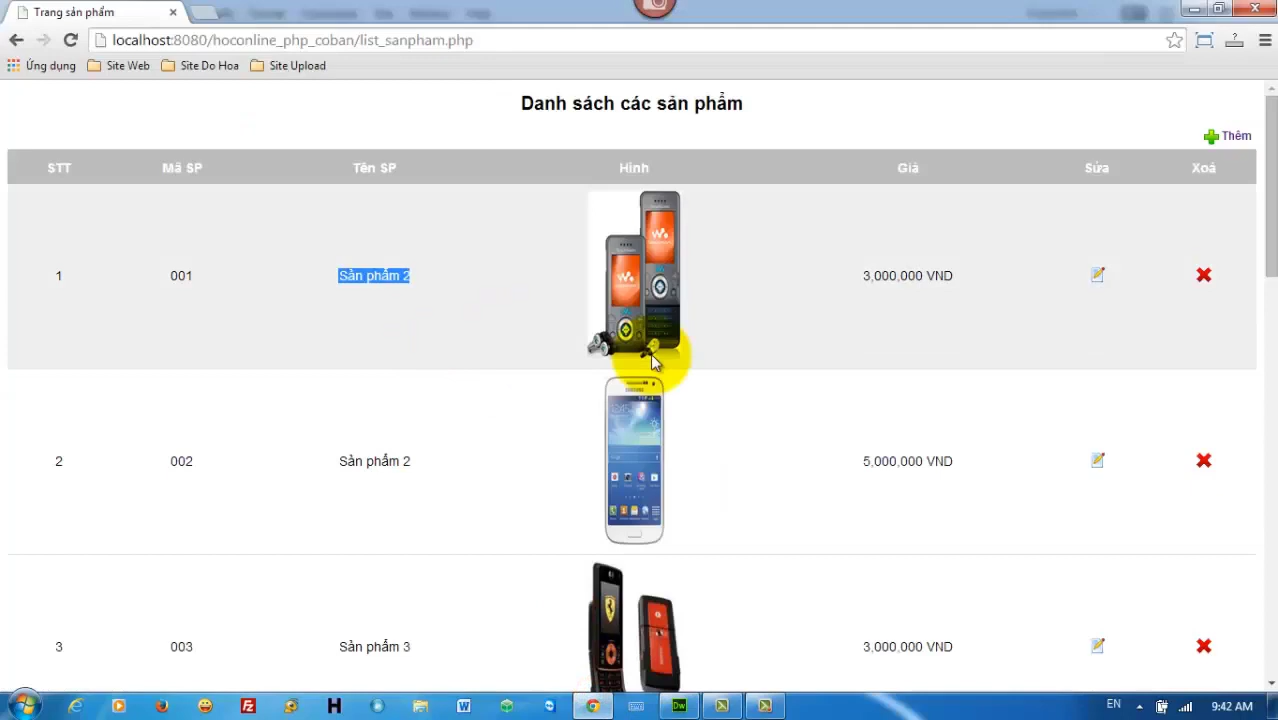 Trang sản phẩm
localhost:8080/hoconline_php_coban/list_sanpham.php
Ứng dụng Site Web Site Do Hoa Site Upload
Danh sách các sản phẩm
Thêm
STT Mã SP Tên SP Hình Giá Sửa Xoá
1 001 Sản phẩm 2 3,000,000 VND
2 002 Sản phẩm 2 5,000,000 VND
SAMSUNG
3 003 Sản phẩm 3 3,000,000 VND
EN 9:42 AM